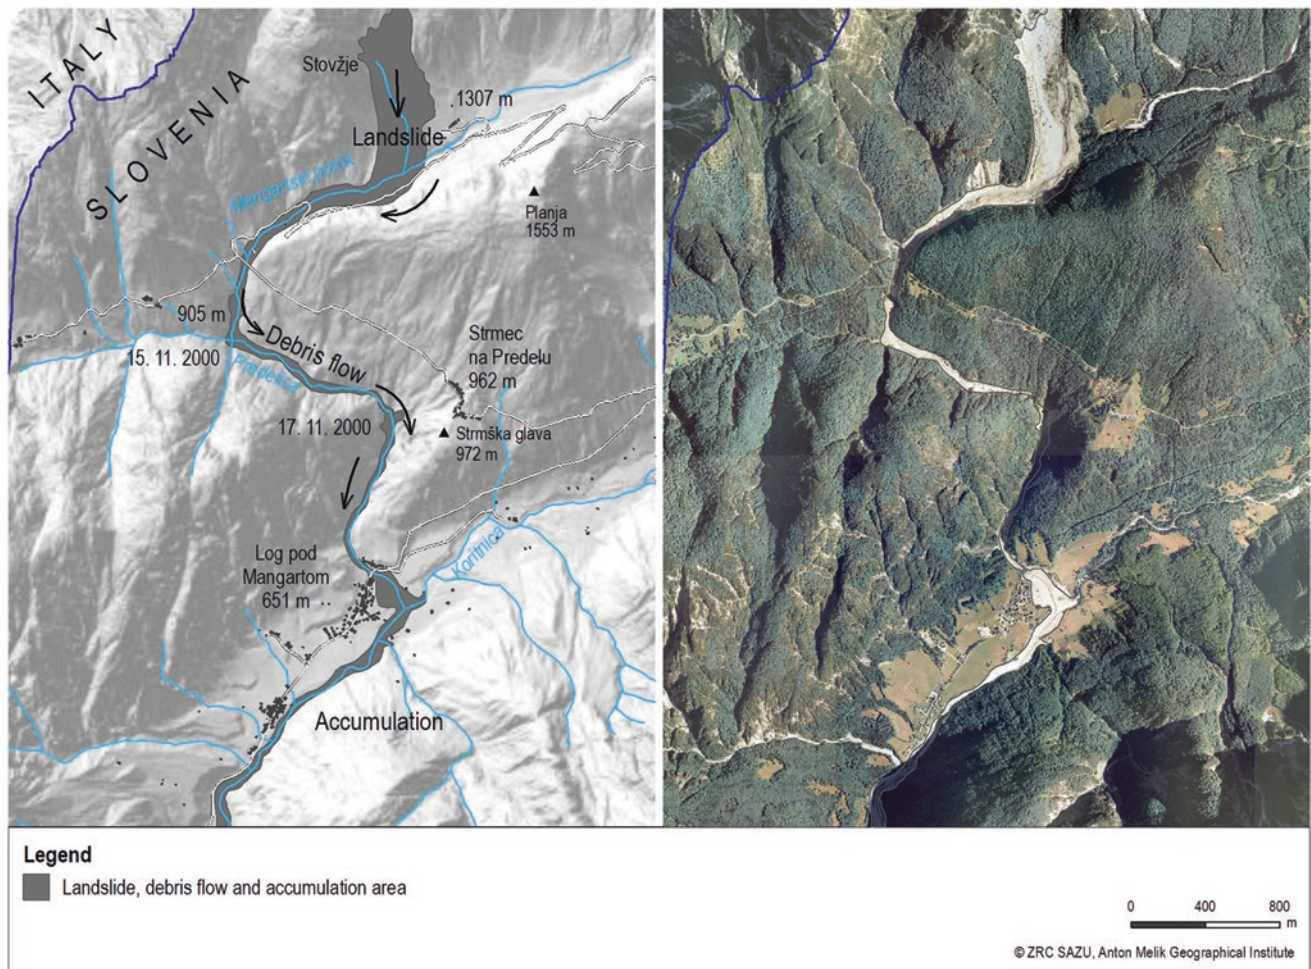 ITALY
SLOVENIA
Stovžje
1307 m
Landslide
Mangartski potok
Planja
1553 m
905 m
Debris flow
Strmec
na Predelu
962 m
15. 11. 2000
Predelica
17. 11. 2000
Strmška glava
972 m
Koritnica
Log pod
Mangartom
651 m
Accumulation
Legend
Landslide, debris flow and accumulation area
0 400 800
m
© ZRC SAZU, Anton Melik Geographical Institute